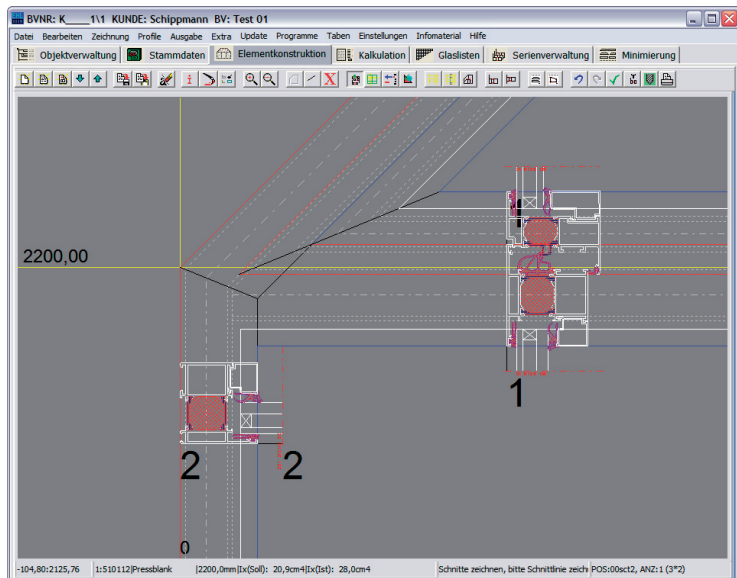 BVNR: K____1\1 KUNDE: Schippmann BV: Test 01
Datei Bearbeiten Zeichnung Profile Ausgabe Extra Update Programme Taben Einstellungen Infomaterial Hilfe
Objektverwaltung Stammdaten Elementkonstruktion Kalkulation Glaslisten Serienverwaltung Minimierung
1
2200,00
1
2 2
0
-104,80:2125,76 1:510112|Pressblank |2200,0mm|Ix(Soll): 20,9cm4|Ix(Ist): 28,0cm4 Schnitte zeichnen, bitte Schnittlinie zeich POS:00sct2, ANZ:1 (3*2)